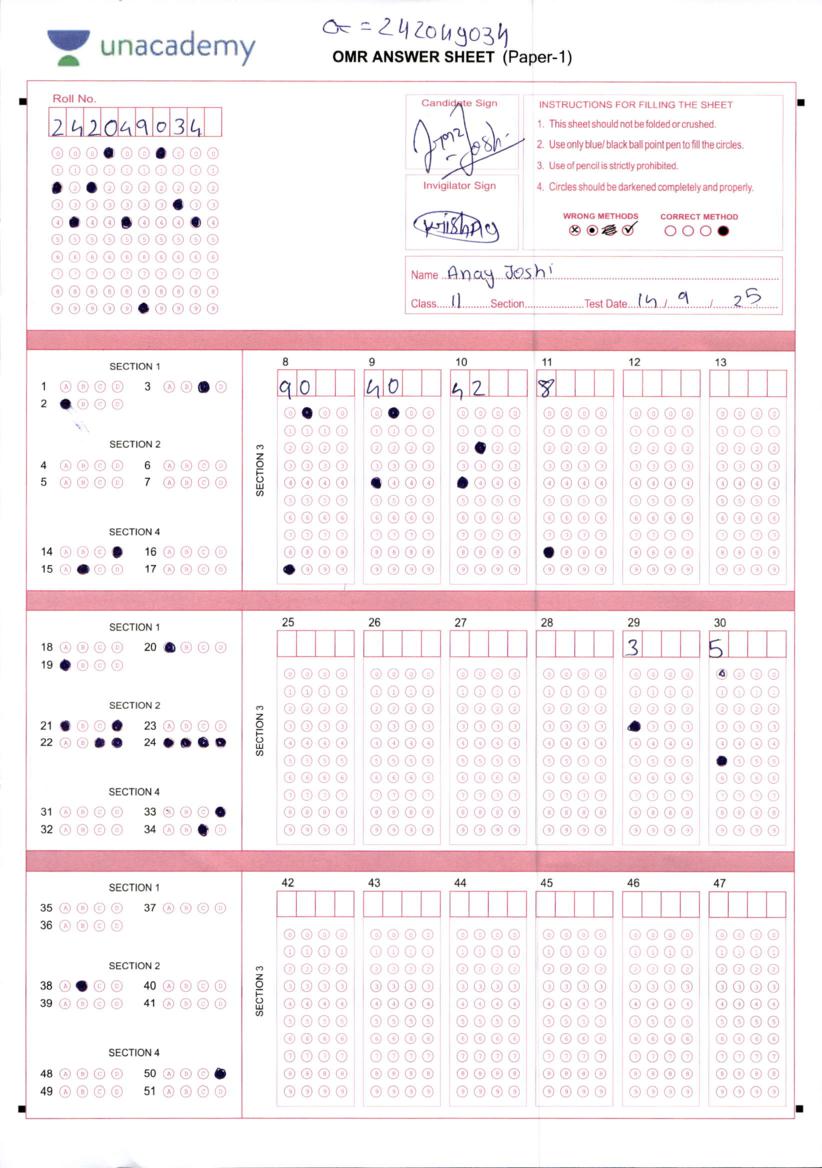 σ = 242049034
unacademy
OMR ANSWER SHEET (Paper-1)
Roll No.
242049034
Candidate Sign
Joshi
Invigilator Sign
INSTRUCTIONS FOR FILLING THE SHEET
1. This sheet should not be folded or crushed.
2. Use only blue/ black ball point pen to fill the circles.
3. Use of pencil is strictly prohibited.
4. Circles should be darkened completely and properly.
WRONG METHODS CORRECT METHOD
Name Anay Joshi
Class 11 Section Test Date 14 / 9 / 25
SECTION 1
1 A B C D 3 A B D
2 B C D
SECTION 2
4 A B C D 6 A B C D
5 A B C D 7 A B C D
SECTION 4
14 A B C 16 A B C D
15 A C D 17 A B C D
SECTION 3
8 9 10 11 12 13
90 40 42 8
SECTION 1
18 A B C D 20 B C D
19 B C D
SECTION 2
21 B C 23 A B C D
22 A B 24
SECTION 4
31 A B C D 33 A B C
32 A B C D 34 A B D
SECTION 3
25 26 27 28 29 30
3 5
SECTION 1
35 A B C D 37 A B C D
36 A B C D
SECTION 2
38 A C D 40 A B C D
39 A B C D 41 A B C D
SECTION 4
48 A B C D 50 A B C
49 A B C D 51 A B C D
SECTION 3
42 43 44 45 46 47